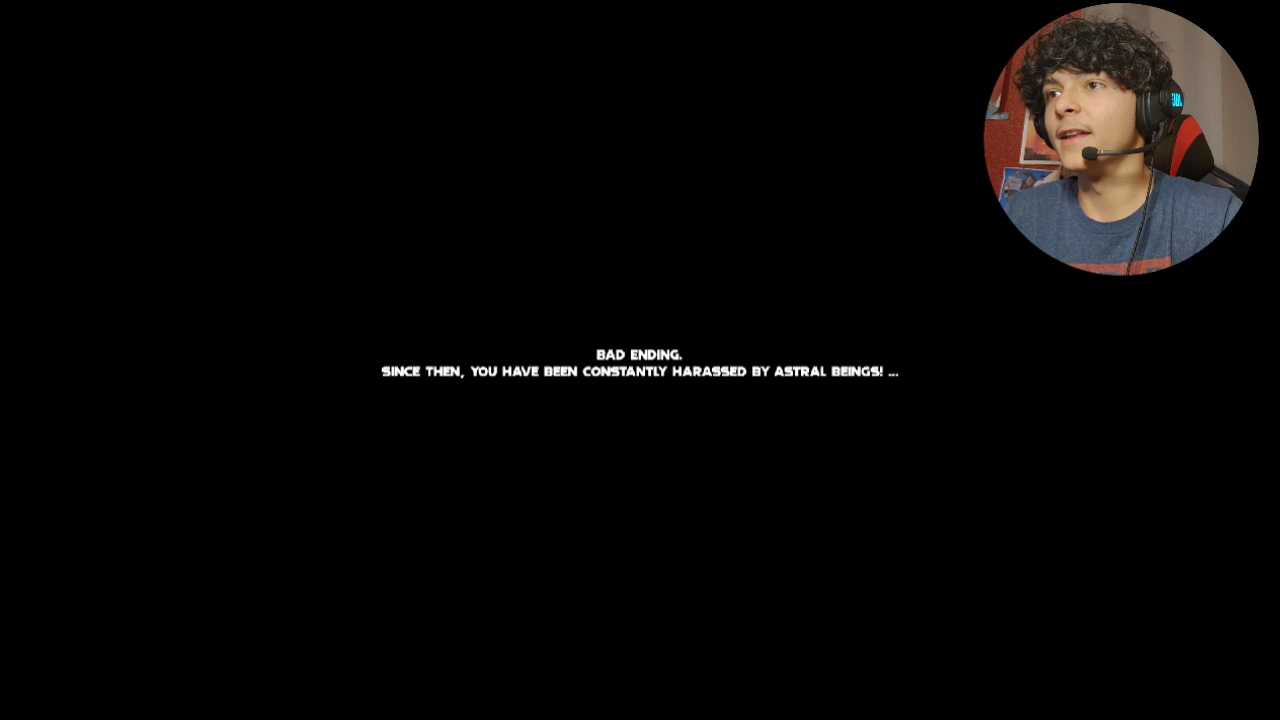 BAD ENDING.
SINCE THEN, YOU HAVE BEEN CONSTANTLY HARASSED BY ASTRAL BEINGS! ...